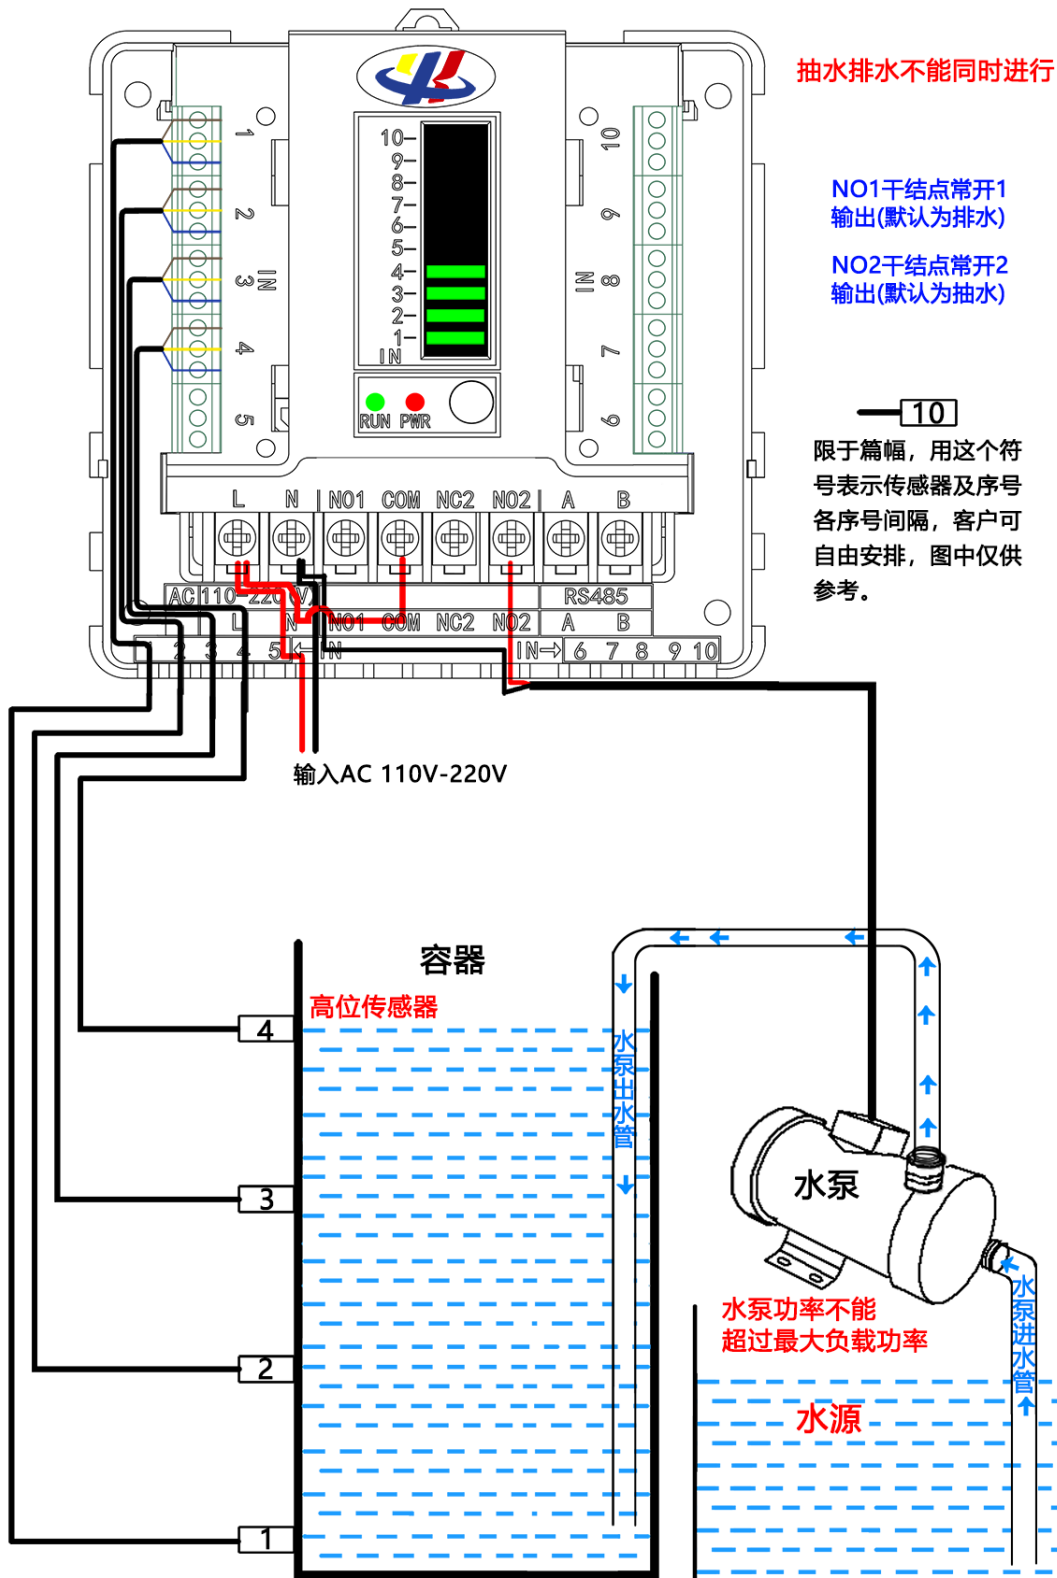 抽水排水不能同时进行
NO1干结点常开1
输出(默认为排水)
NO2干结点常开2
输出(默认为抽水)
10
限于篇幅，用这个符
号表示传感器及序号
各序号间隔，客户可
自由安排，图中仅供
参考。
1
2
3
4
5
IN
10
9
8
7
6
IN
10
9
8
7
6
5
4
3
2
1
IN
RUN PWR
L N NO1 COM NC2 NO2 A B
AC 110-220(V) RS485
L N NO1 COM NC2 NO2 A B
2 3 4 5 ←IN IN→ 6 7 8 9 10
输入AC 110V-220V
容器
高位传感器
4
3
2
1
水泵出水管
水泵
水泵功率不能
超过最大负载功率
水泵进水管
水源